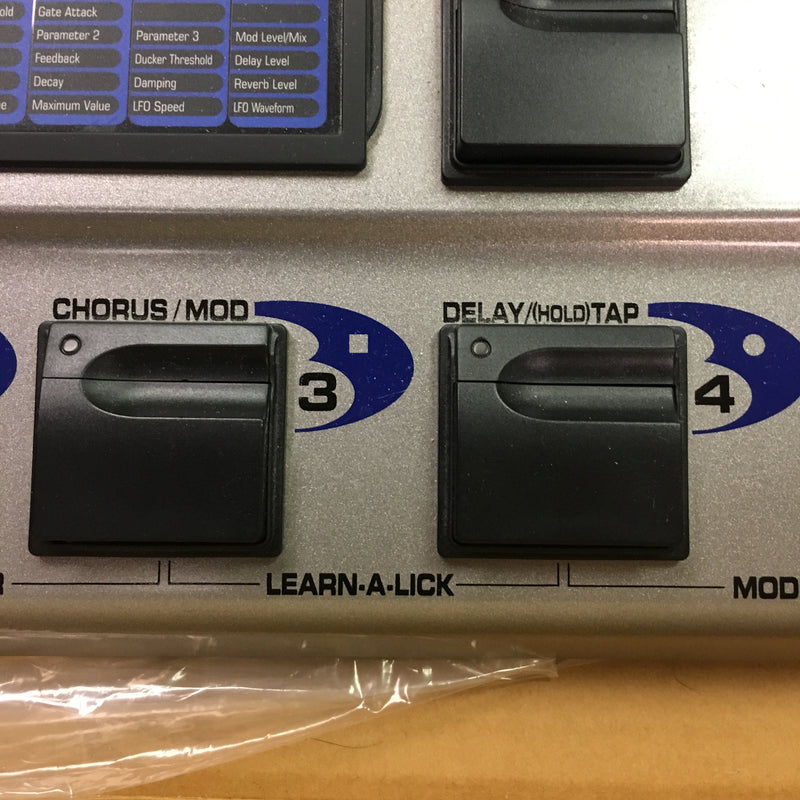 Gate Attack
Parameter 2 Parameter 3 Mod Level/Mix
Feedback Ducker Threshold Delay Level
Decay Damping Reverb Level
Maximum Value LFO Speed LFO Waveform
CHORUS / MOD DELAY/(HOLD)TAP
3 4
LEARN-A-LICK MOD